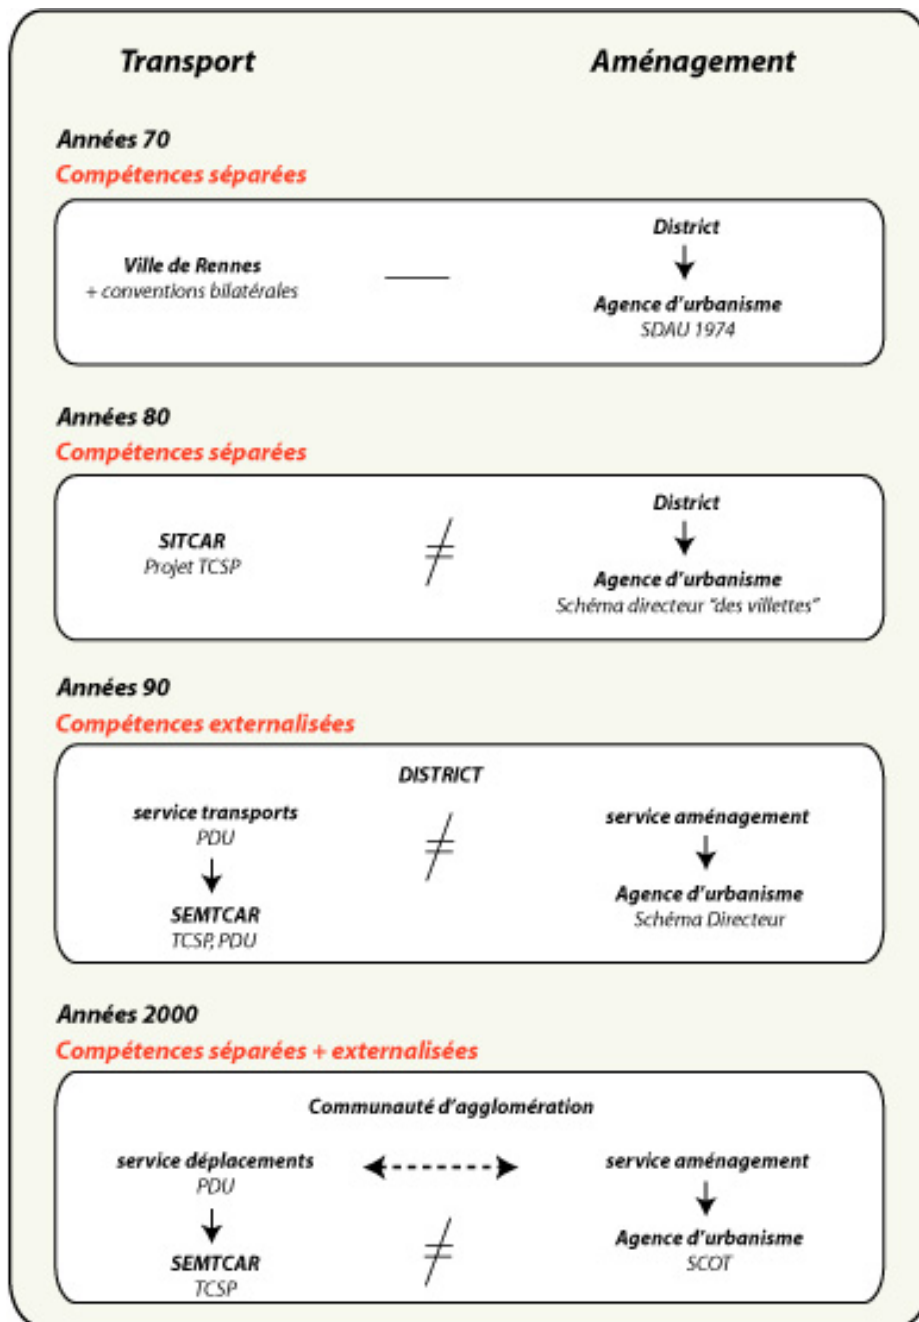 Transport
Aménagement
Années 70
Compétences séparées
Ville de Rennes
+ conventions bilatérales
District
Agence d'urbanisme
SDAU 1974
Années 80
Compétences séparées
SITCAR
Projet TCSP
District
Agence d'urbanisme
Schéma directeur "des villettes"
Années 90
Compétences externalisées
DISTRICT
service transports
PDU
SEMTCAR
TCSP, PDU
service aménagement
Agence d'urbanisme
Schéma Directeur
Années 2000
Compétences séparées + externalisées
Communauté d'agglomération
service déplacements
PDU
SEMTCAR
TCSP
service aménagement
Agence d'urbanisme
SCOT